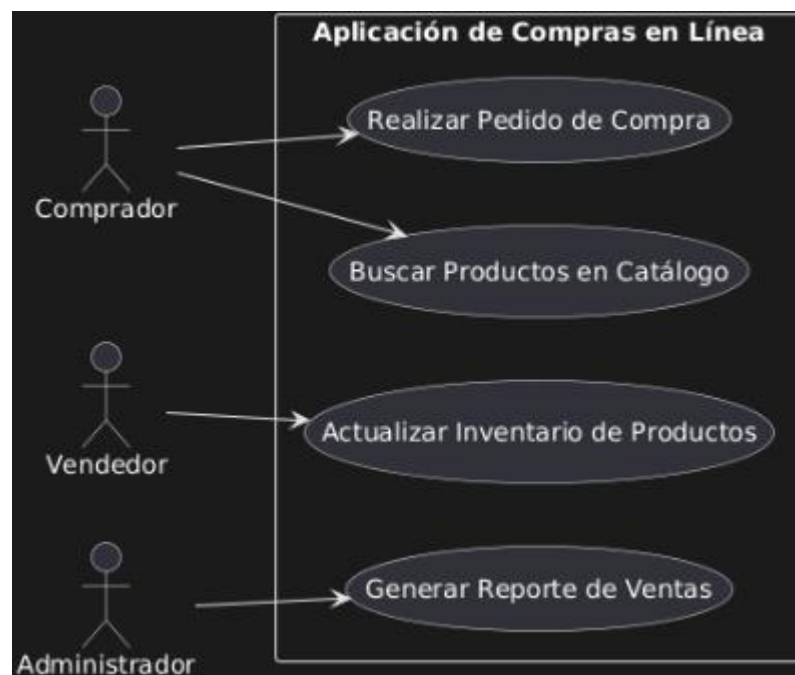 Aplicación de Compras en Línea
Realizar Pedido de Compra
Comprador
Buscar Productos en Catálogo
Actualizar Inventario de Productos
Vendedor
Generar Reporte de Ventas
Administrador